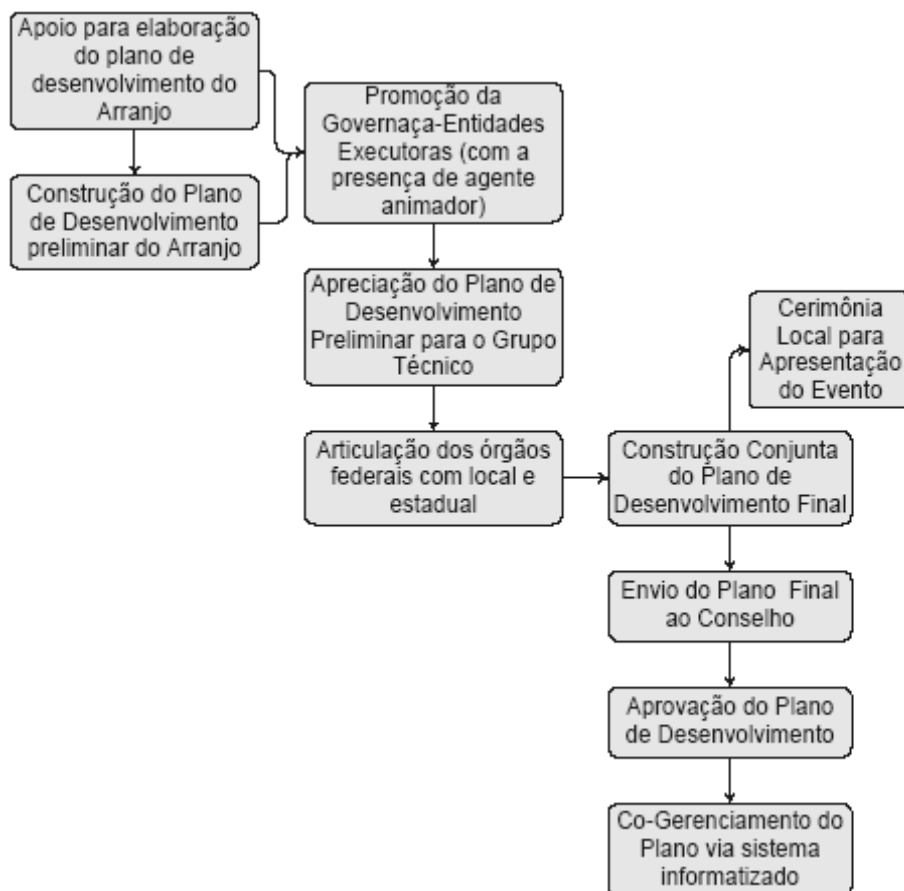 Apoio para elaboração
do plano de
desenvolvimento do
Arranjo
Construção do Plano
de Desenvolvimento
preliminar do Arranjo
Promoção da
Governaça-Entidades
Executoras (com a
presença de agente
animador)
Apreciação do Plano de
Desenvolvimento
Preliminar para o Grupo
Técnico
Articulação dos órgãos
federais com local e
estadual
Cerimônia
Local para
Apresentação
do Evento
Construção Conjunta
do Plano de
Desenvolvimento Final
Envio do Plano Final
ao Conselho
Aprovação do Plano
de Desenvolvimento
Co-Gerenciamento do
Plano via sistema
informatizado